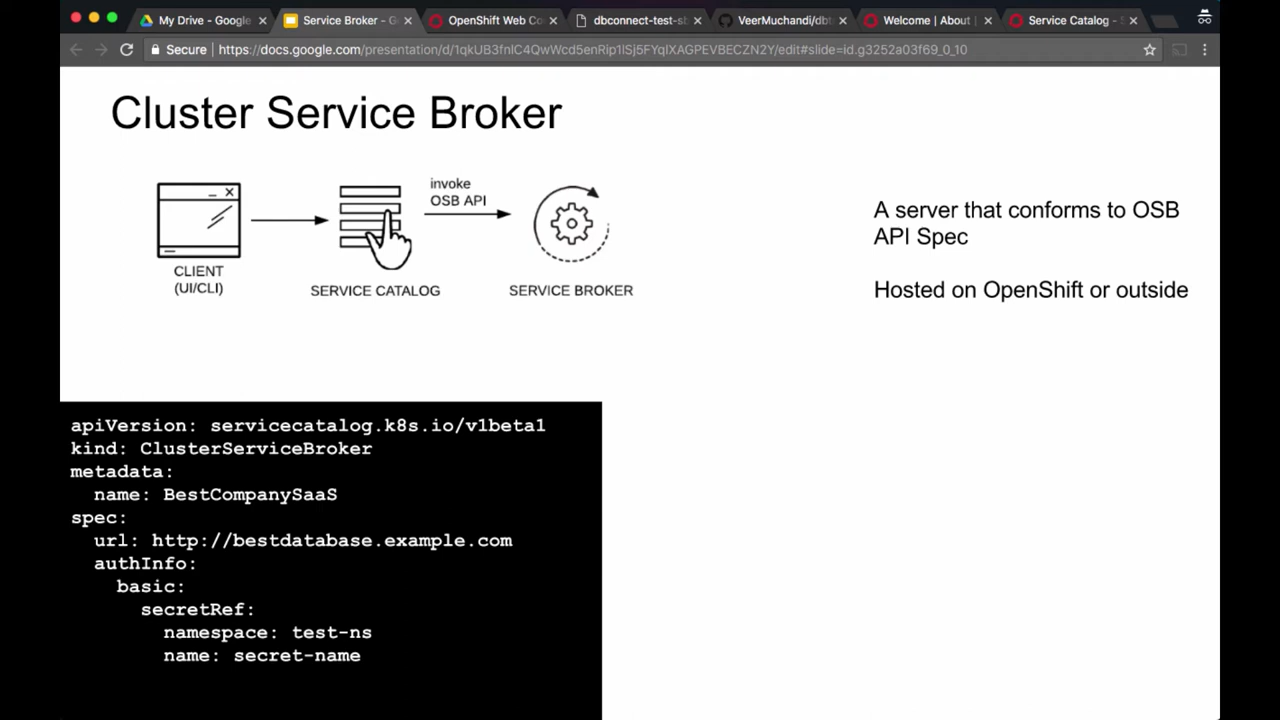 My Drive - Google
Service Broker - G
OpenShift Web Co
dbconnect-test-s
VeerMuchandi/db
Welcome | About
Service Catalog - S
Secure
https://docs.google.com/presentation/d/1qkUB3fnlC4QwWcd5enRip1lSj5FYqlXAGPEVBECZN2Y/edit#slide=id.g3252a03f69_0_10
Cluster Service Broker
invoke
OSB API
CLIENT
(UI/CLI)
SERVICE CATALOG
SERVICE BROKER
A server that conforms to OSB
API Spec
Hosted on OpenShift or outside
apiVersion: servicecatalog.k8s.io/v1beta1
kind: ClusterServiceBroker
metadata:
  name: BestCompanySaaS
spec:
  url: http://bestdatabase.example.com
  authInfo:
    basic:
      secretRef:
        namespace: test-ns
        name: secret-name